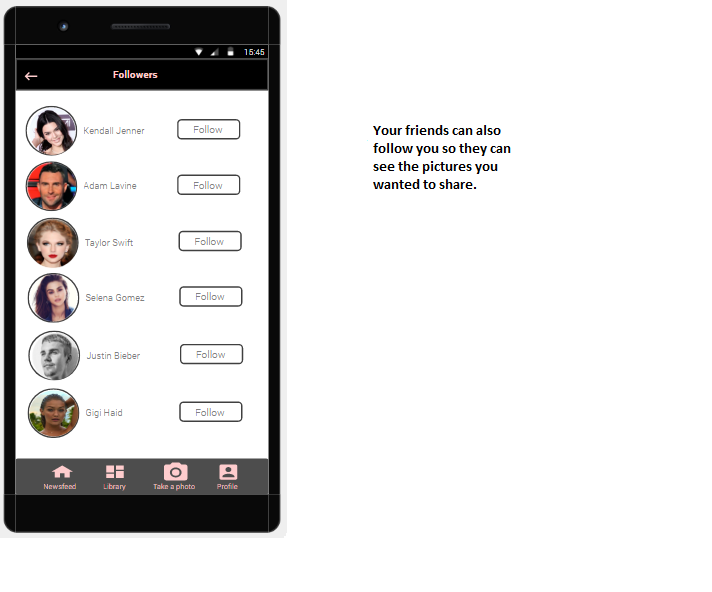 15:45
Followers
Kendall Jenner Follow
Adam Lavine Follow
Taylor Swift Follow
Selena Gomez Follow
Justin Bieber Follow
Gigi Haid Follow
Newsfeed Library Take a photo Profile
Your friends can also
follow you so they can
see the pictures you
wanted to share.